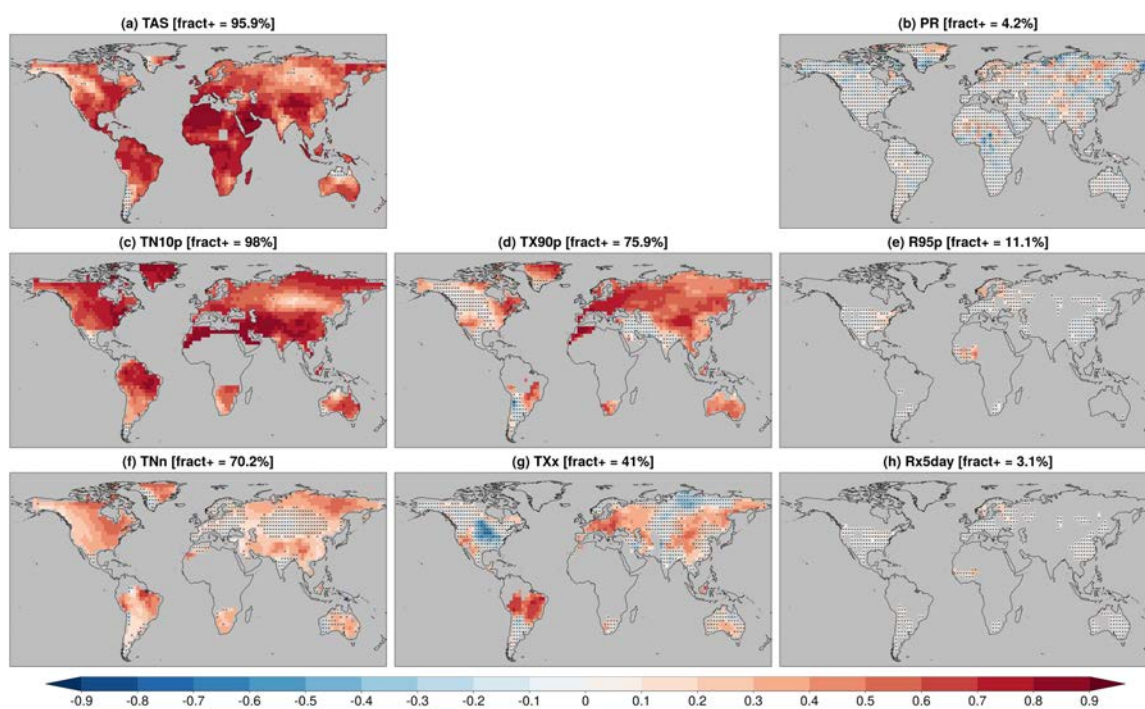 (a) TAS [fract+ = 95.9%]
(b) PR [fract+ = 4.2%]
(c) TN10p [fract+ = 98%]
(d) TX90p [fract+ = 75.9%]
(e) R95p [fract+ = 11.1%]
(f) TNn [fract+ = 70.2%]
(g) TXx [fract+ = 41%]
(h) Rx5day [fract+ = 3.1%]
-0.9 -0.8 -0.7 -0.6 -0.5 -0.4 -0.3 -0.2 -0.1 0 0.1 0.2 0.3 0.4 0.5 0.6 0.7 0.8 0.9